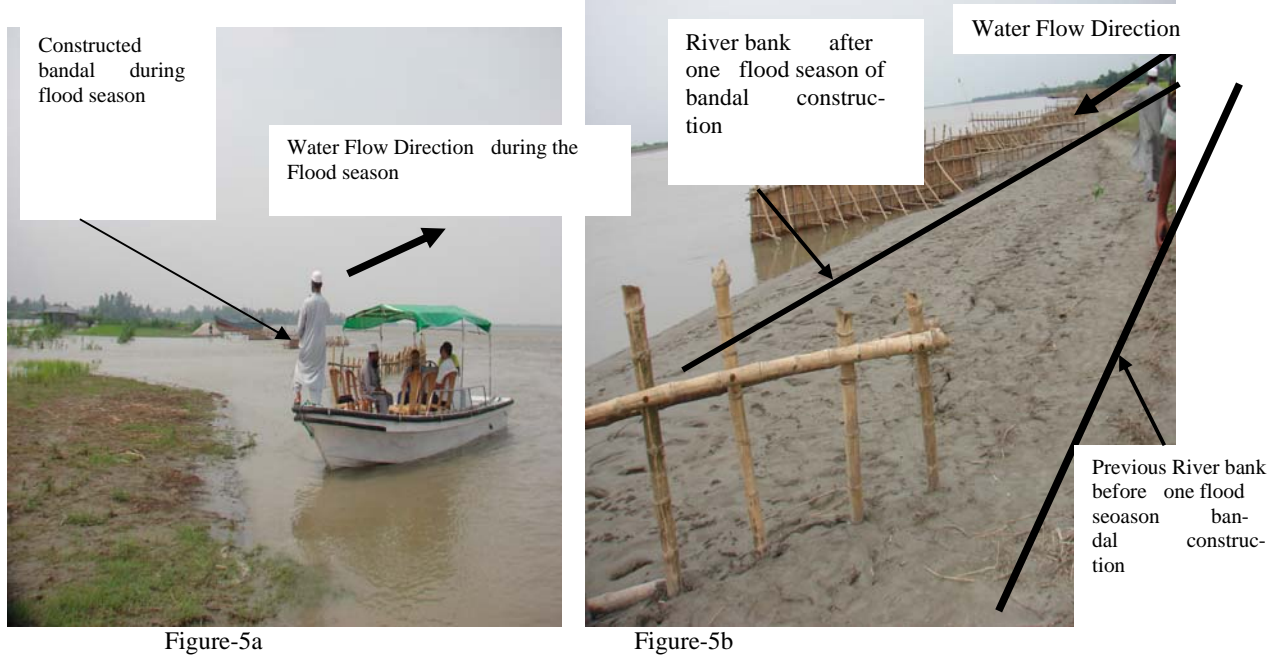 Constructed
bandal during
flood season
Water Flow Direction during the
Flood season
River bank after
one flood season of
bandal construc-
tion
Water Flow Direction
Previous River bank
before one flood
seoason ban-
dal construc-
tion
Figure-5a
Figure-5b